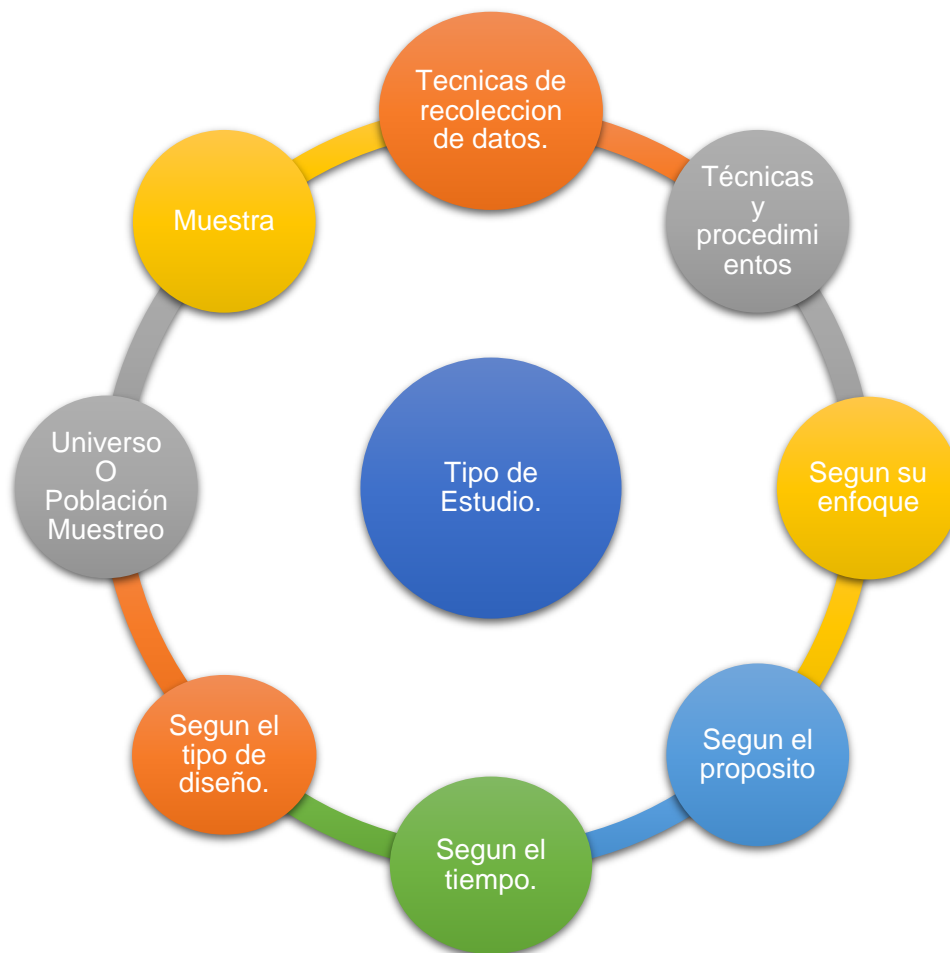 Tecnicas de
recoleccion
de datos.
Técnicas
y
procedimi
entos
Muestra
Universo
O
Población
Muestreo
Tipo de
Estudio.
Segun su
enfoque
Segun el
tipo de
diseño.
Segun el
proposito
Segun el
tiempo.